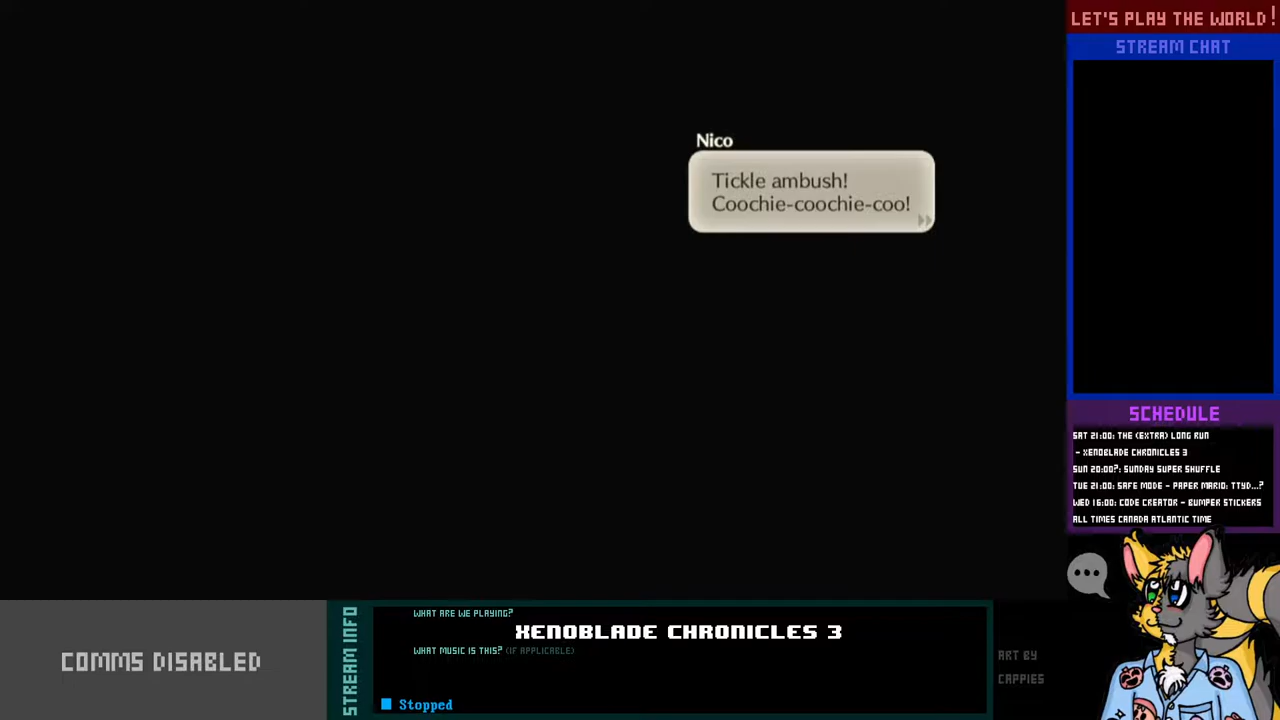 LET'S PLAY THE WORLD!
STREAM CHAT
Nico
Tickle ambush!
Coochie-coochie-coo!
SCHEDULE
SAT 21:00: THE (EXTRA) LONG RUN
- XENOBLADE CHRONICLES 3
SUN 20:00?: SUNDAY SUPER SHUFFLE
TUE 21:00: SAFE MODE - PAPER MARIO: TTYD...?
WED 16:00: CODE CREATOR - BUMPER STICKERS
ALL TIMES CANADA ATLANTIC TIME
COMMS DISABLED
STREAM INFO
WHAT ARE WE PLAYING?
XENOBLADE CHRONICLES 3
WHAT MUSIC IS THIS? (IF APPLICABLE)
Stopped
ART BY
CAPPIES